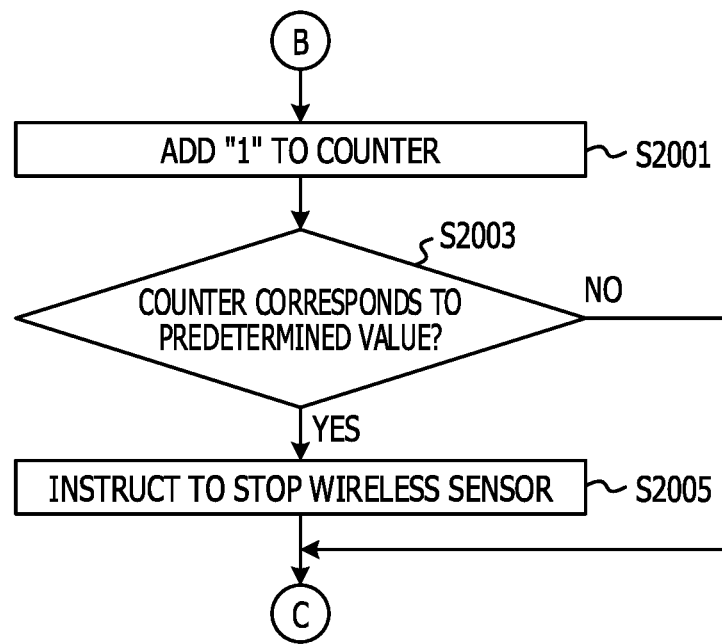 B
ADD "1" TO COUNTER
S2001
S2003
COUNTER CORRESPONDS TO
PREDETERMINED VALUE?
NO
YES
INSTRUCT TO STOP WIRELESS SENSOR
S2005
C